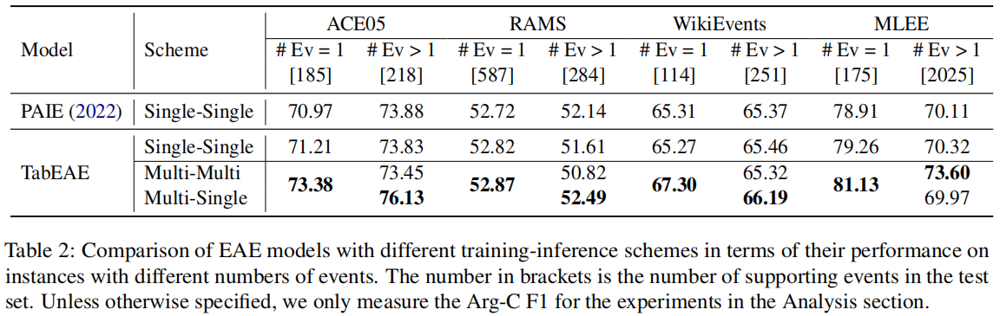 Model Scheme ACE05 RAMS WikiEvents MLEE
# Ev = 1 # Ev > 1 # Ev = 1 # Ev > 1 # Ev = 1 # Ev > 1 # Ev = 1 # Ev > 1
[185] [218] [587] [284] [114] [251] [175] [2025]
PAIE (2022) Single-Single 70.97 73.88 52.72 52.14 65.31 65.37 78.91 70.11
TabEAE Single-Single 71.21 73.83 52.82 51.61 65.27 65.46 79.26 70.32
Multi-Multi 73.38 73.45 52.87 50.82 67.30 65.32 81.13 73.60
Multi-Single 76.13 52.49 66.19 69.97
Table 2: Comparison of EAE models with different training-inference schemes in terms of their performance on
instances with different numbers of events. The number in brackets is the number of supporting events in the test
set. Unless otherwise specified, we only measure the Arg-C F1 for the experiments in the Analysis section.